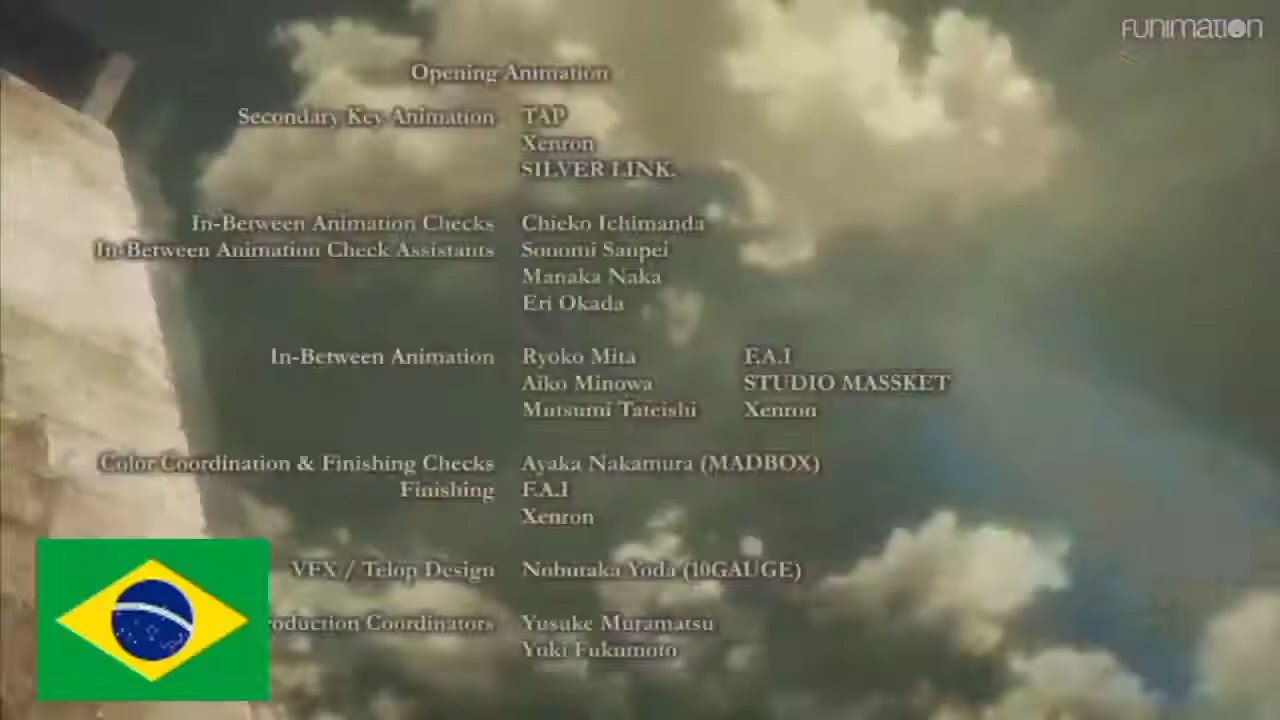 funimation
Opening Animation
Secondary Key Animation TAP
Xenron
SILVER LINK.
In-Between Animation Checks Chieko Ichimanda
In-Between Animation Check Assistants Sonomi Sanpei
Manaka Naka
Eri Okada
In-Between Animation Ryoko Mita F.A.I
Aiko Minowa STUDIO MASSKET
Mutsumi Tateishi Xenron
Color Coordination & Finishing Checks Ayaka Nakamura (MADBOX)
Finishing F.A.I
Xenron
VFX / Telop Design Nobutaka Yoda (10GAUGE)
roduction Coordinators Yusuke Muramatsu
Yuki Fukumoto